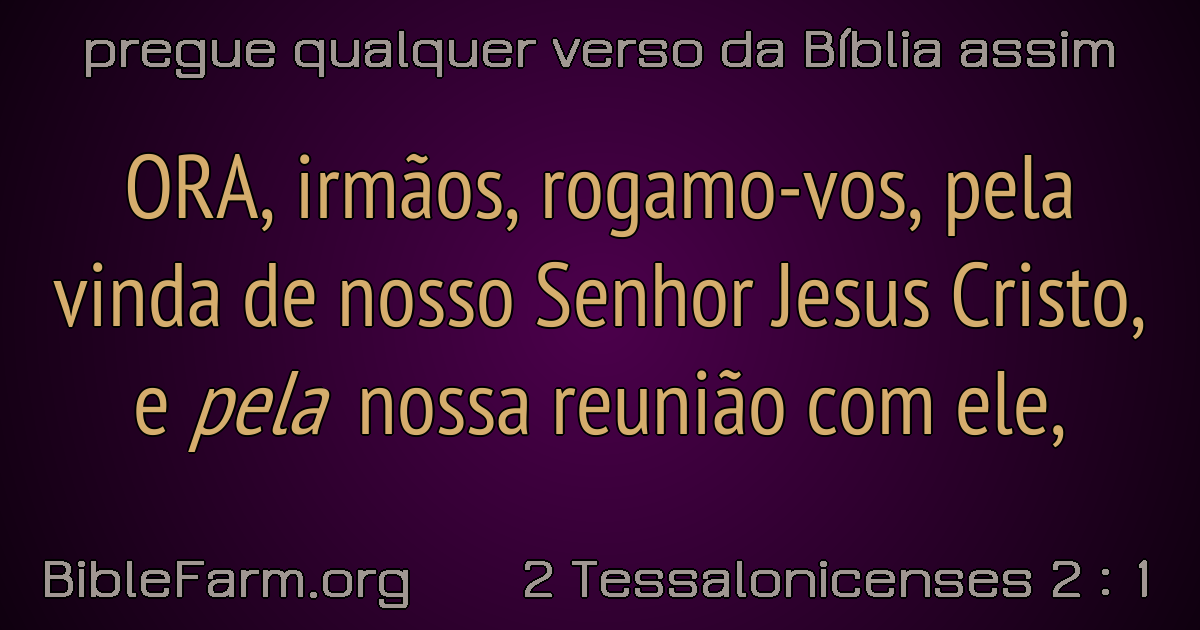 pregue qualquer verso da Bíblia assim
ORA, irmãos, rogamo-vos, pela
vinda de nosso Senhor Jesus Cristo,
e pela nossa reunião com ele,
BibleFarm.org 2 Tessalonicenses 2 : 1